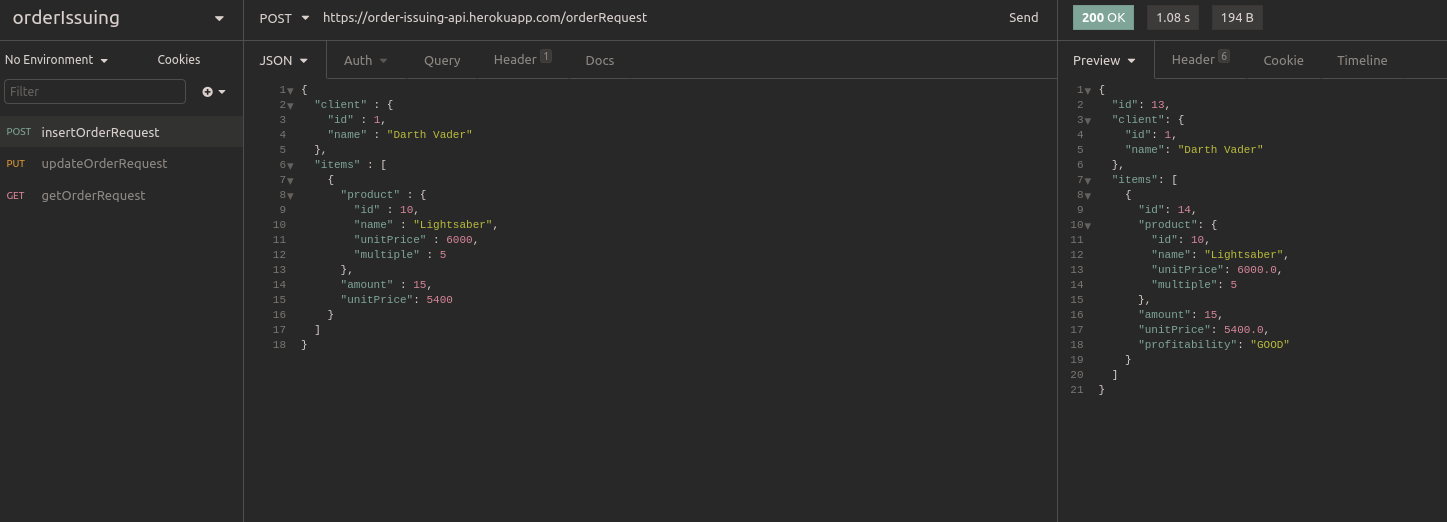 orderIssuing
No Environment
Cookies
Filter
POST insertOrderRequest
PUT updateOrderRequest
GET getOrderRequest
POST https://order-issuing-api.herokuapp.com/orderRequest Send
JSON Auth Query Header 1 Docs
1 {
2 "client" : {
3 "id" : 1,
4 "name" : "Darth Vader"
5 },
6 "items" : [
7 {
8 "product" : {
9 "id" : 10,
10 "name" : "Lightsaber",
11 "unitPrice" : 6000,
12 "multiple" : 5
13 },
14 "amount" : 15,
15 "unitPrice": 5400
16 }
17 ]
18 }
200 OK 1.08 s 194 B
Preview Header 6 Cookie Timeline
1 {
2 "id": 13,
3 "client": {
4 "id": 1,
5 "name": "Darth Vader"
6 },
7 "items": [
8 {
9 "id": 14,
10 "product": {
11 "id": 10,
12 "name": "Lightsaber",
13 "unitPrice": 6000.0,
14 "multiple": 5
15 },
16 "amount": 15,
17 "unitPrice": 5400.0,
18 "profitability": "GOOD"
19 }
20 ]
21 }